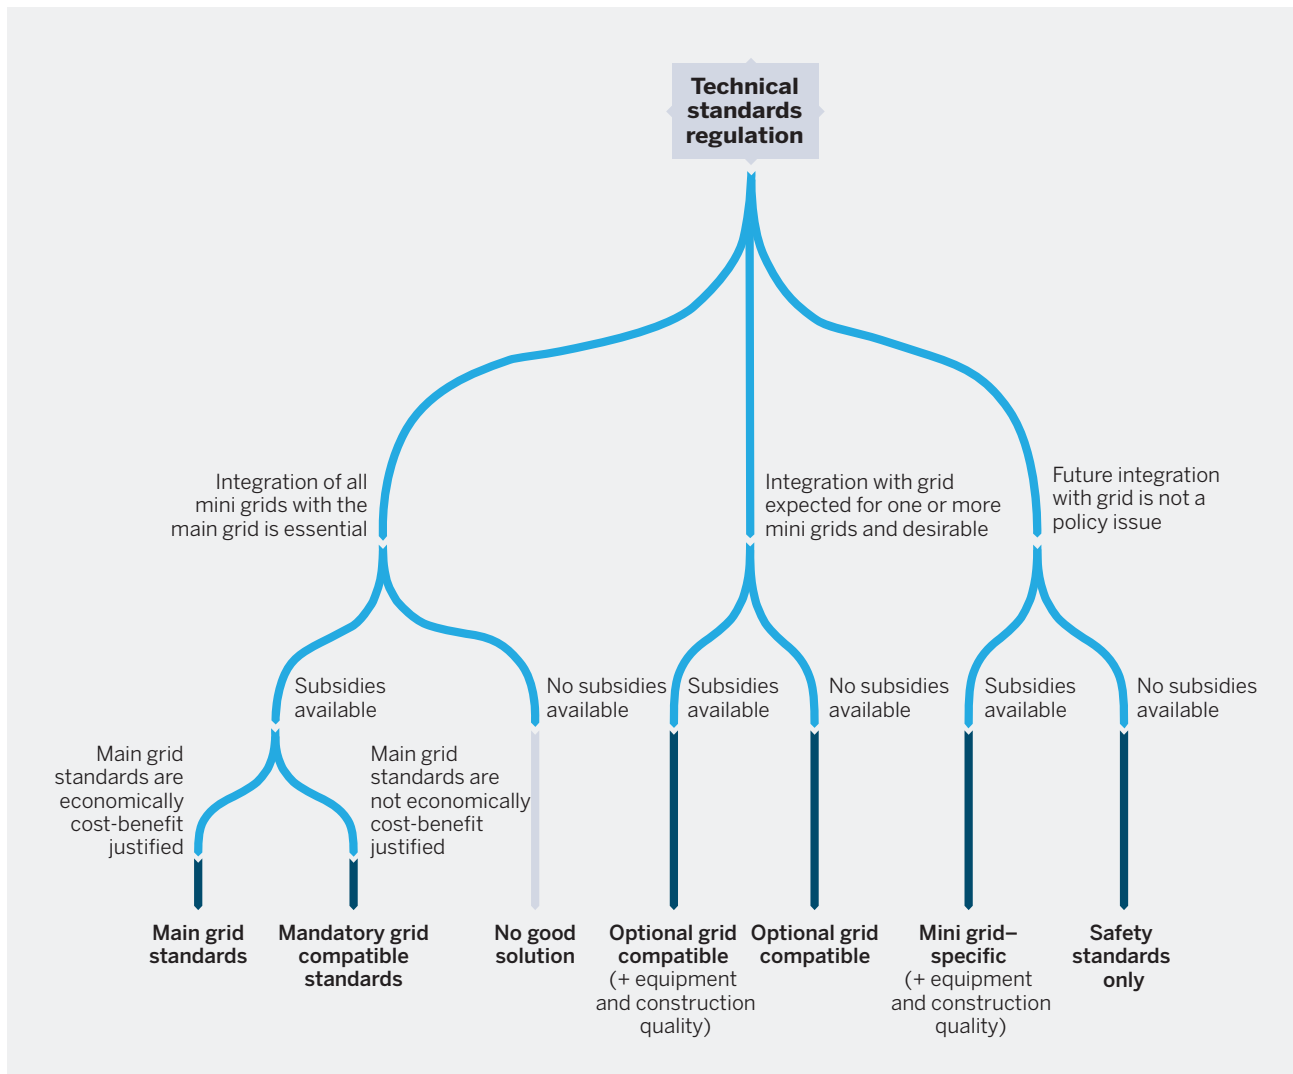 Technical
standards
regulation
Integration of all
mini grids with the
main grid is essential
Integration with grid
expected for one or more
mini grids and desirable
Future integration
with grid is not a
policy issue
Subsidies
available
No subsidies
available
Subsidies
available
No subsidies
available
Subsidies
available
No subsidies
available
Main grid
standards are
economically
cost-benefit
justified
Main grid
standards are
not economically
cost-benefit
justified
Main grid
standards
Mandatory grid
compatible
standards
No good
solution
Optional grid
compatible
(+ equipment
and construction
quality)
Optional grid
compatible
Mini grid–
specific
(+ equipment
and construction
quality)
Safety
standards
only